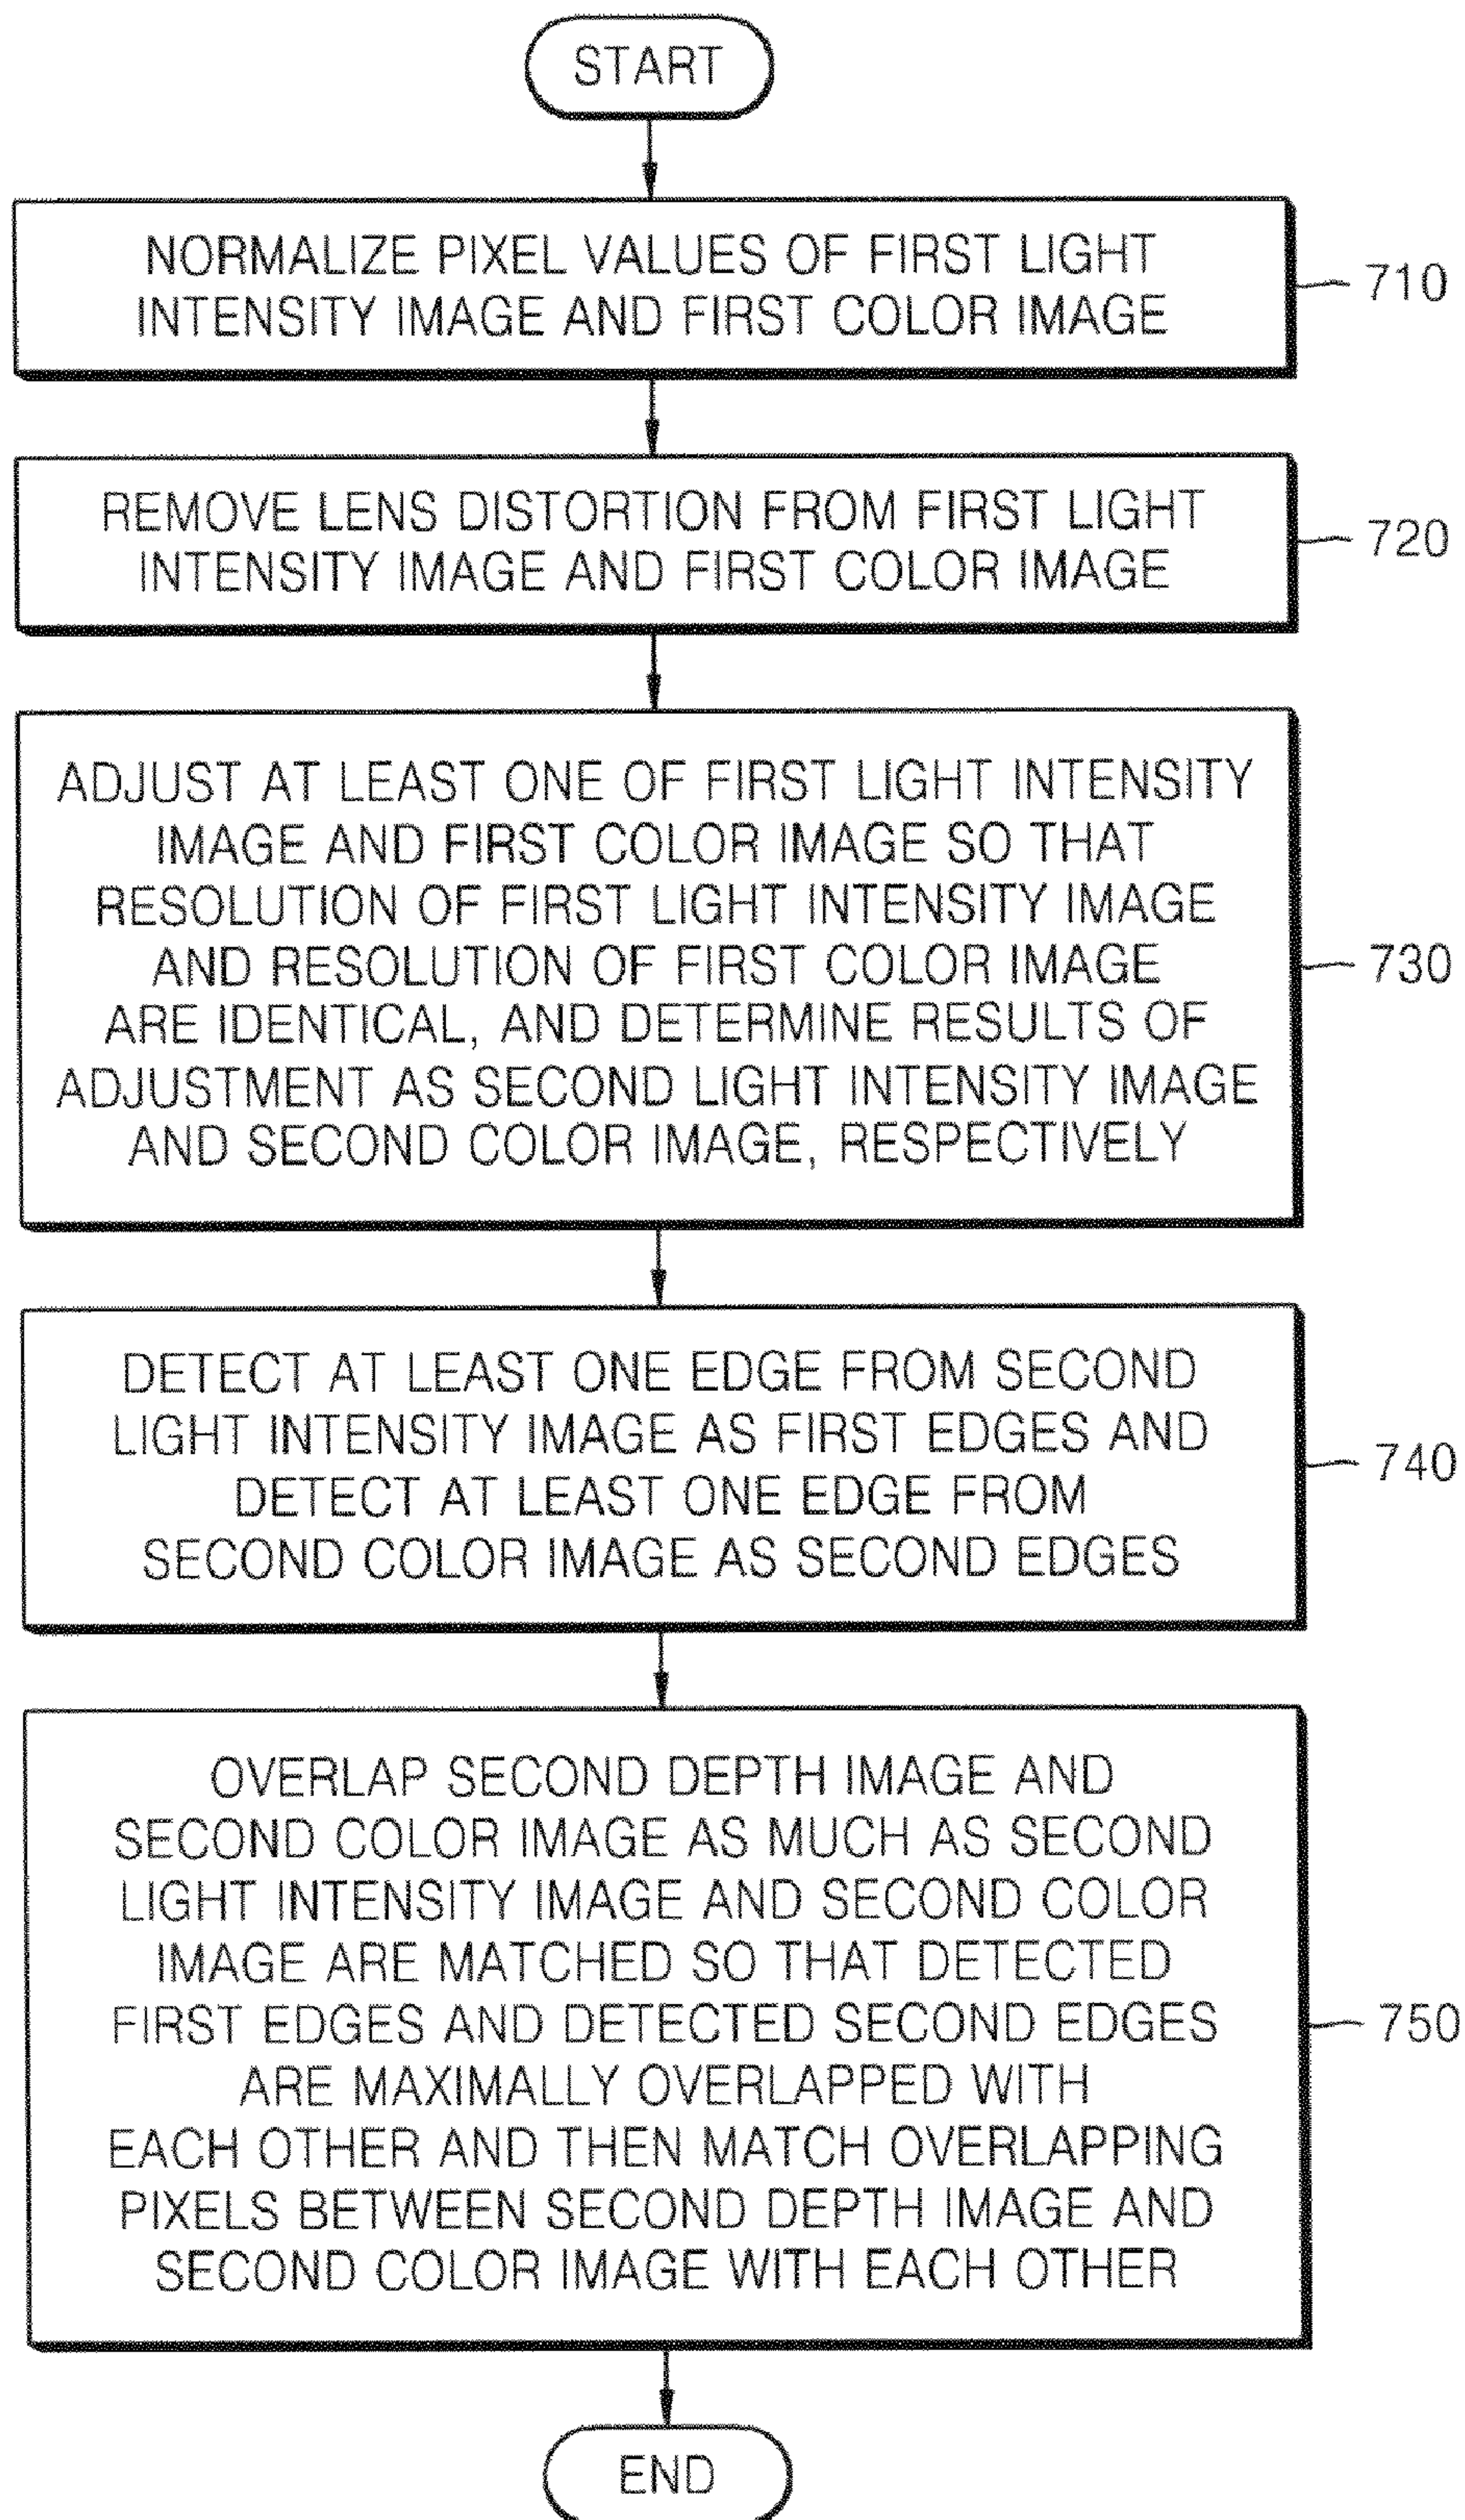 START
NORMALIZE PIXEL VALUES OF FIRST LIGHT
INTENSITY IMAGE AND FIRST COLOR IMAGE
710
REMOVE LENS DISTORTION FROM FIRST LIGHT
INTENSITY IMAGE AND FIRST COLOR IMAGE
720
ADJUST AT LEAST ONE OF FIRST LIGHT INTENSITY
IMAGE AND FIRST COLOR IMAGE SO THAT
RESOLUTION OF FIRST LIGHT INTENSITY IMAGE
AND RESOLUTION OF FIRST COLOR IMAGE
ARE IDENTICAL, AND DETERMINE RESULTS OF
ADJUSTMENT AS SECOND LIGHT INTENSITY IMAGE
AND SECOND COLOR IMAGE, RESPECTIVELY
730
DETECT AT LEAST ONE EDGE FROM SECOND
LIGHT INTENSITY IMAGE AS FIRST EDGES AND
DETECT AT LEAST ONE EDGE FROM
SECOND COLOR IMAGE AS SECOND EDGES
740
OVERLAP SECOND DEPTH IMAGE AND
SECOND COLOR IMAGE AS MUCH AS SECOND
LIGHT INTENSITY IMAGE AND SECOND COLOR
IMAGE ARE MATCHED SO THAT DETECTED
FIRST EDGES AND DETECTED SECOND EDGES
ARE MAXIMALLY OVERLAPPED WITH
EACH OTHER AND THEN MATCH OVERLAPPING
PIXELS BETWEEN SECOND DEPTH IMAGE AND
SECOND COLOR IMAGE WITH EACH OTHER
750
END